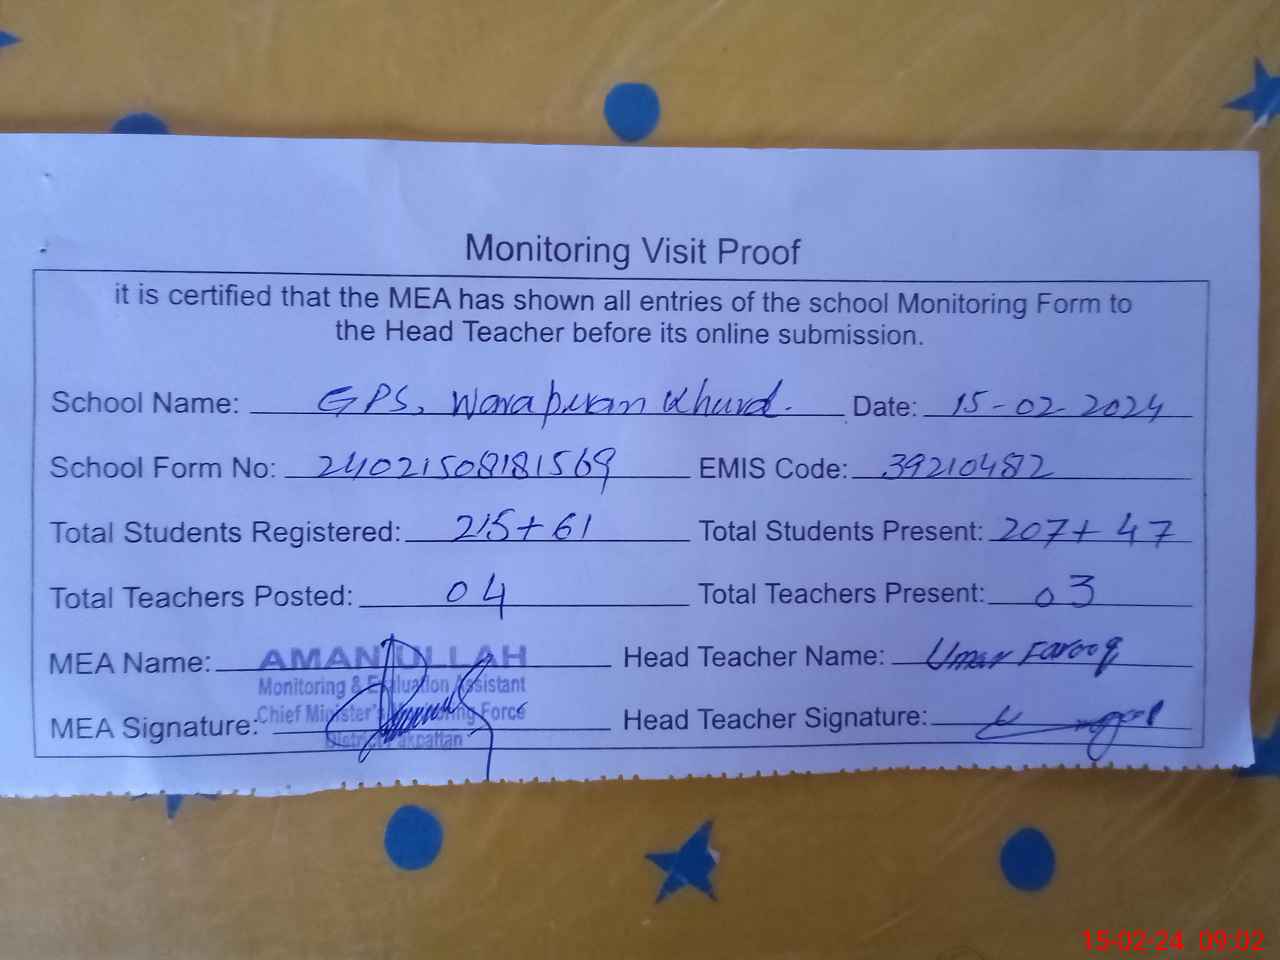 Monitoring Visit Proof
it is certified that the MEA has shown all entries of the school Monitoring Form to
the Head Teacher before its online submission.
School Name: GPS, Wara puran Khurd. Date: 15-02-2024
School Form No: 24021508181569 EMIS Code: 39210482
Total Students Registered: 215+61 Total Students Present: 207+47
Total Teachers Posted: 04 Total Teachers Present: 03
MEA Name: AMAN ULLAH Head Teacher Name: Umar Farooq
Monitoring & Evaluation Assistant
Chief Minister's Monitoring Force
MEA Signature: Head Teacher Signature:
District Pakpattan
15-02-24 09:02